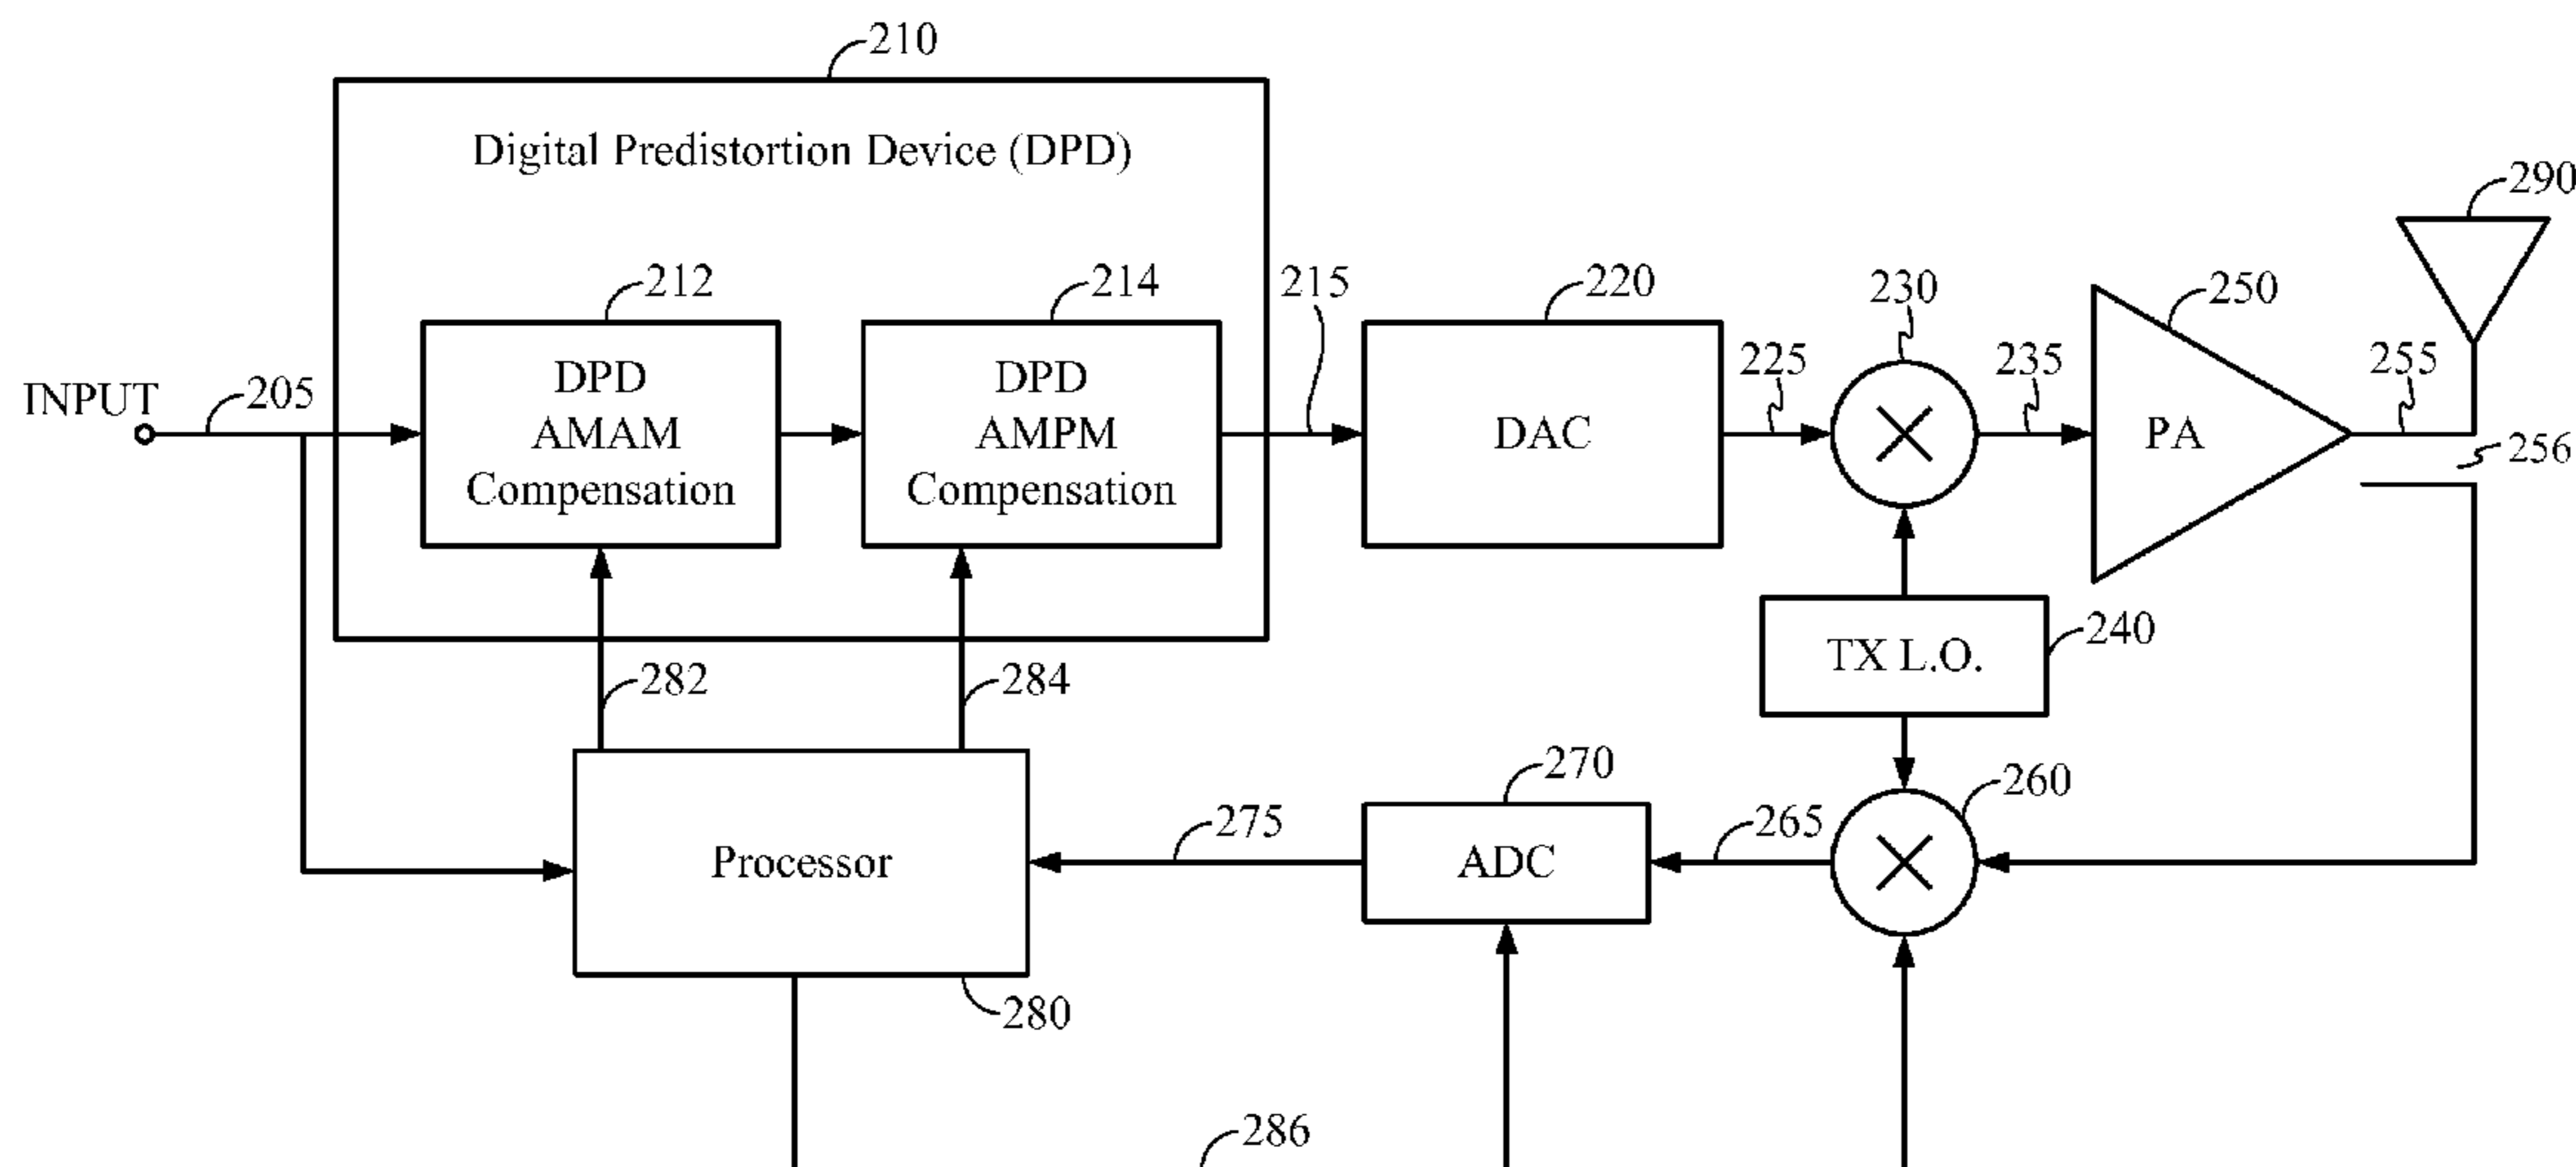 210
Digital Predistortion Device (DPD)
290
212
214
215
220
230
250
INPUT
205
DPD
AMAM
Compensation
DPD
AMPM
Compensation
DAC
225
235
PA
255
256
282
284
TX L.O.
240
Processor
275
270
ADC
265
260
280
286